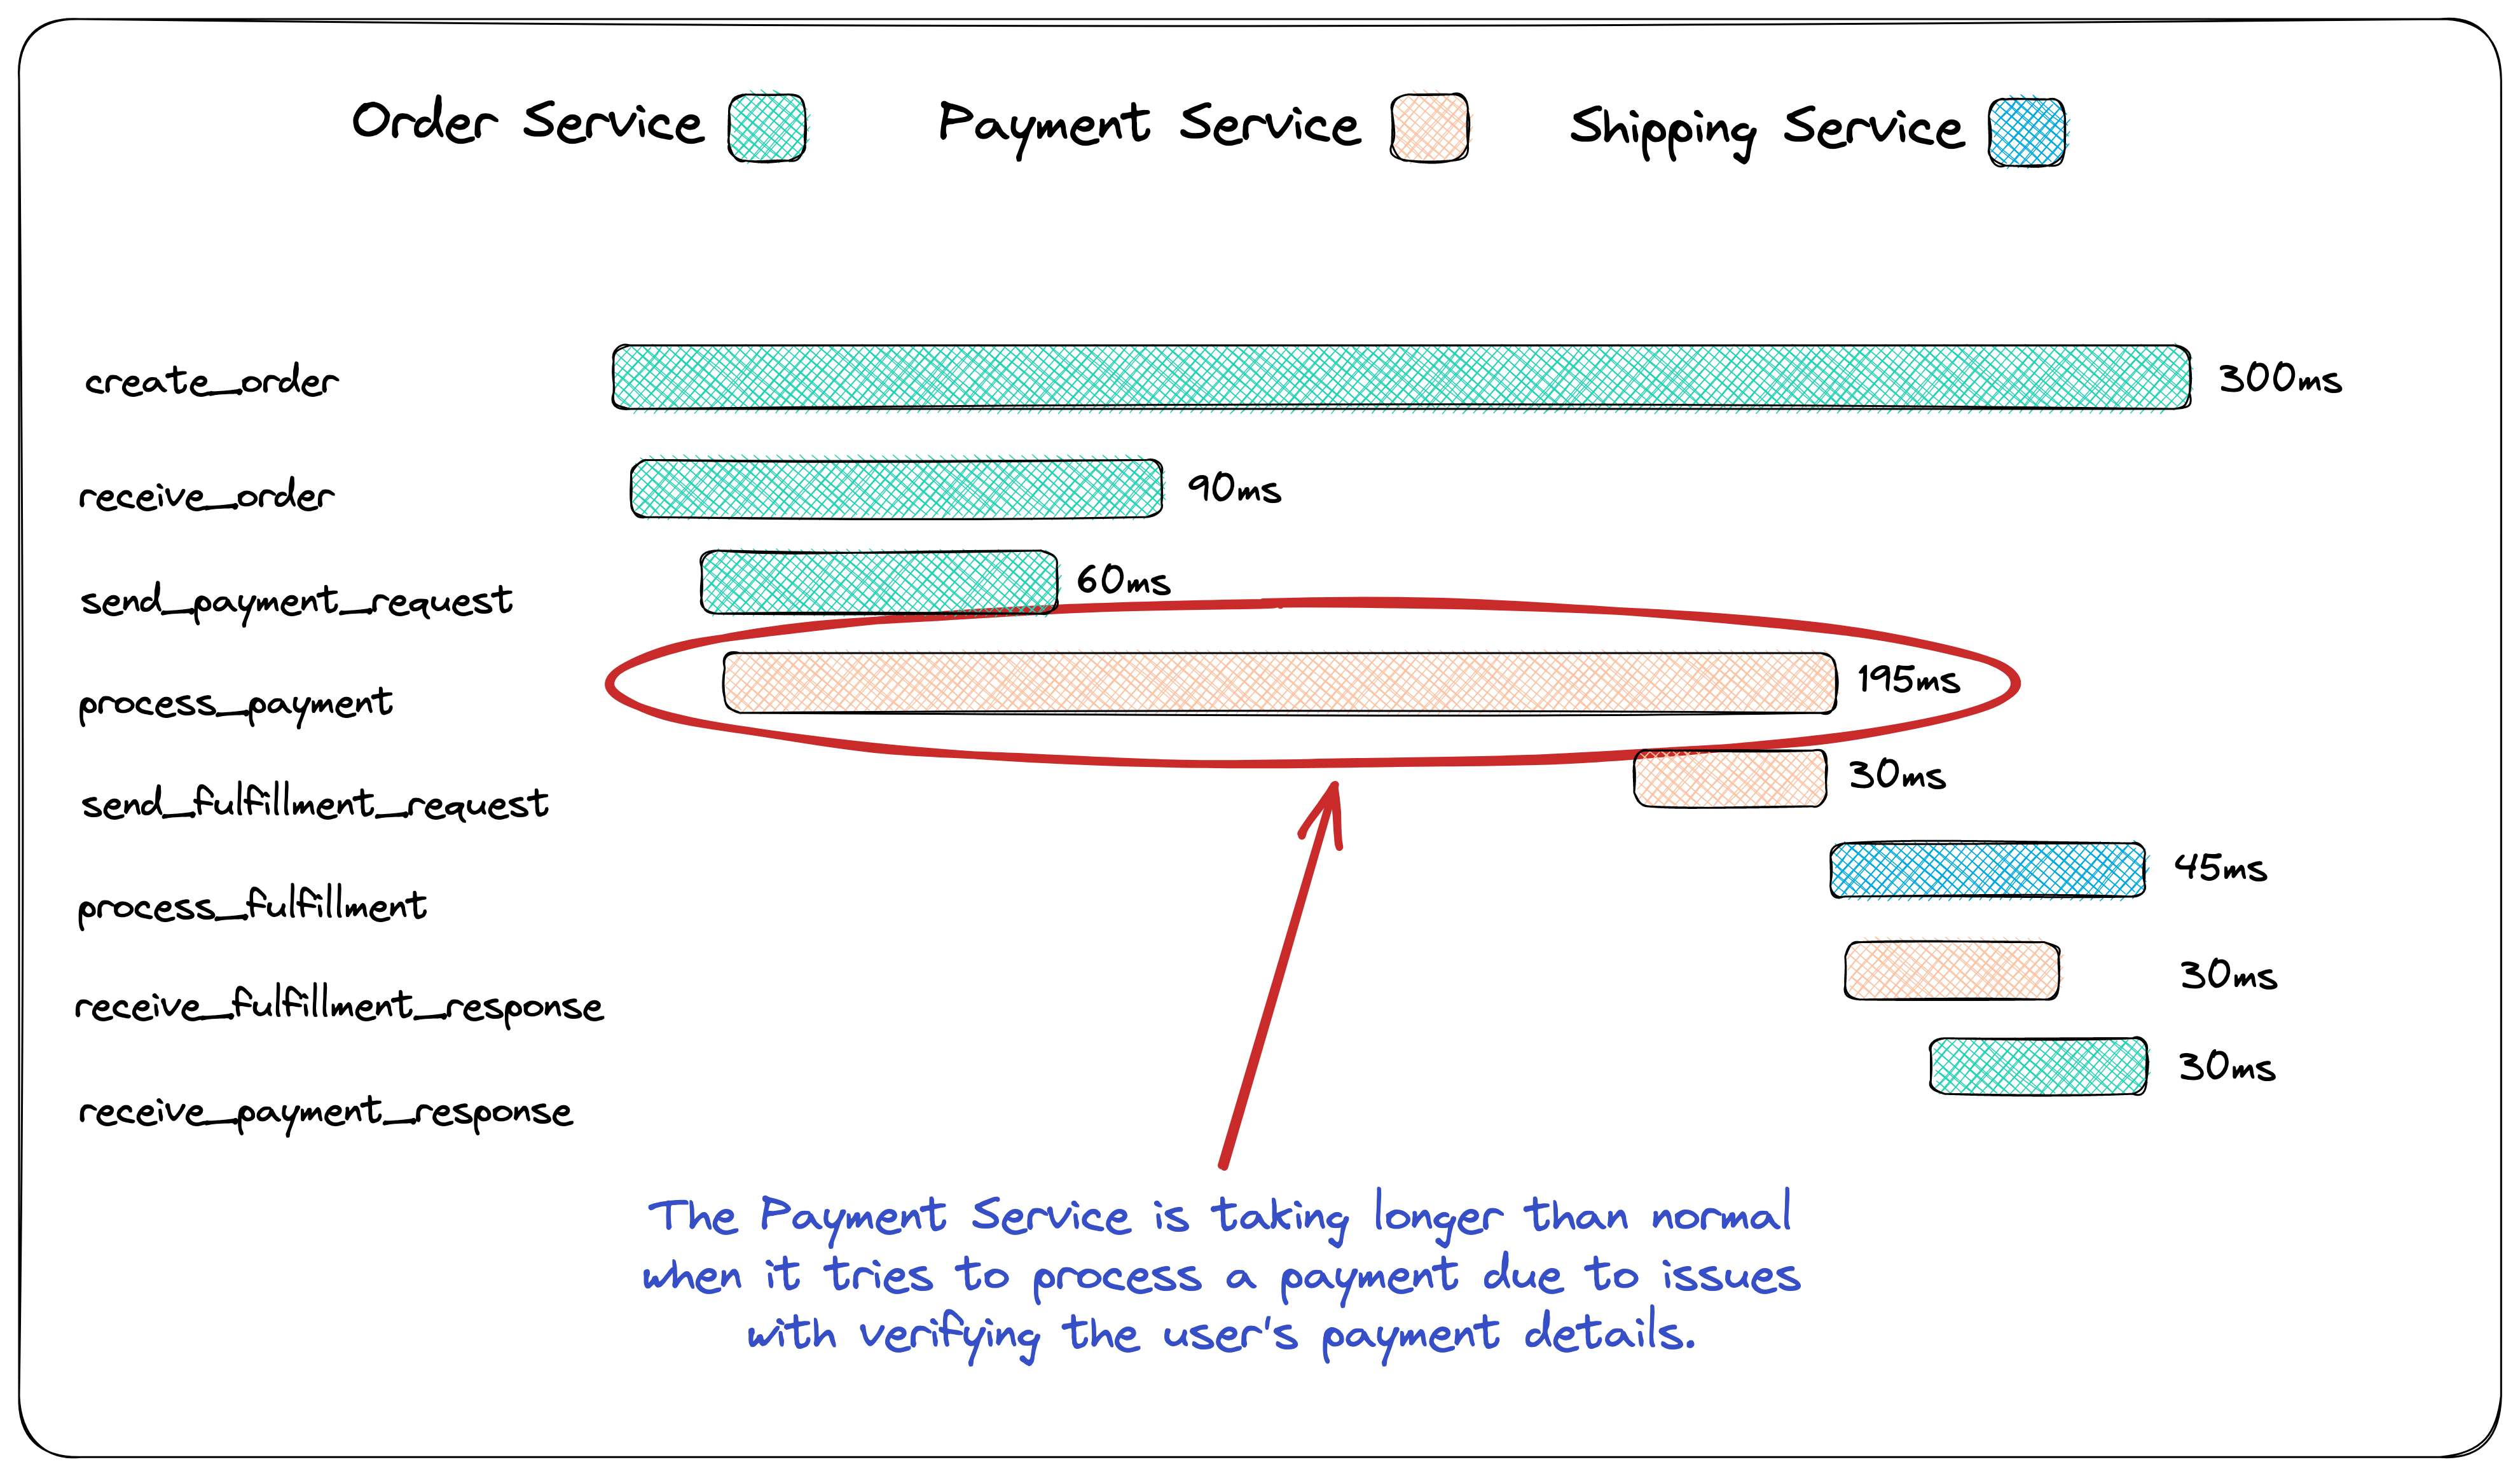 Order Service Payment Service Shipping Service
create_order 300ms
receive_order 90ms
send_payment_request 60ms
process_payment 195ms
send_fulfillment_request 30ms
process_fulfillment 45ms
receive_fulfillment_response 30ms
receive_payment_response 30ms
The Payment Service is taking longer than normal
when it tries to process a payment due to issues
with verifying the user's payment details.